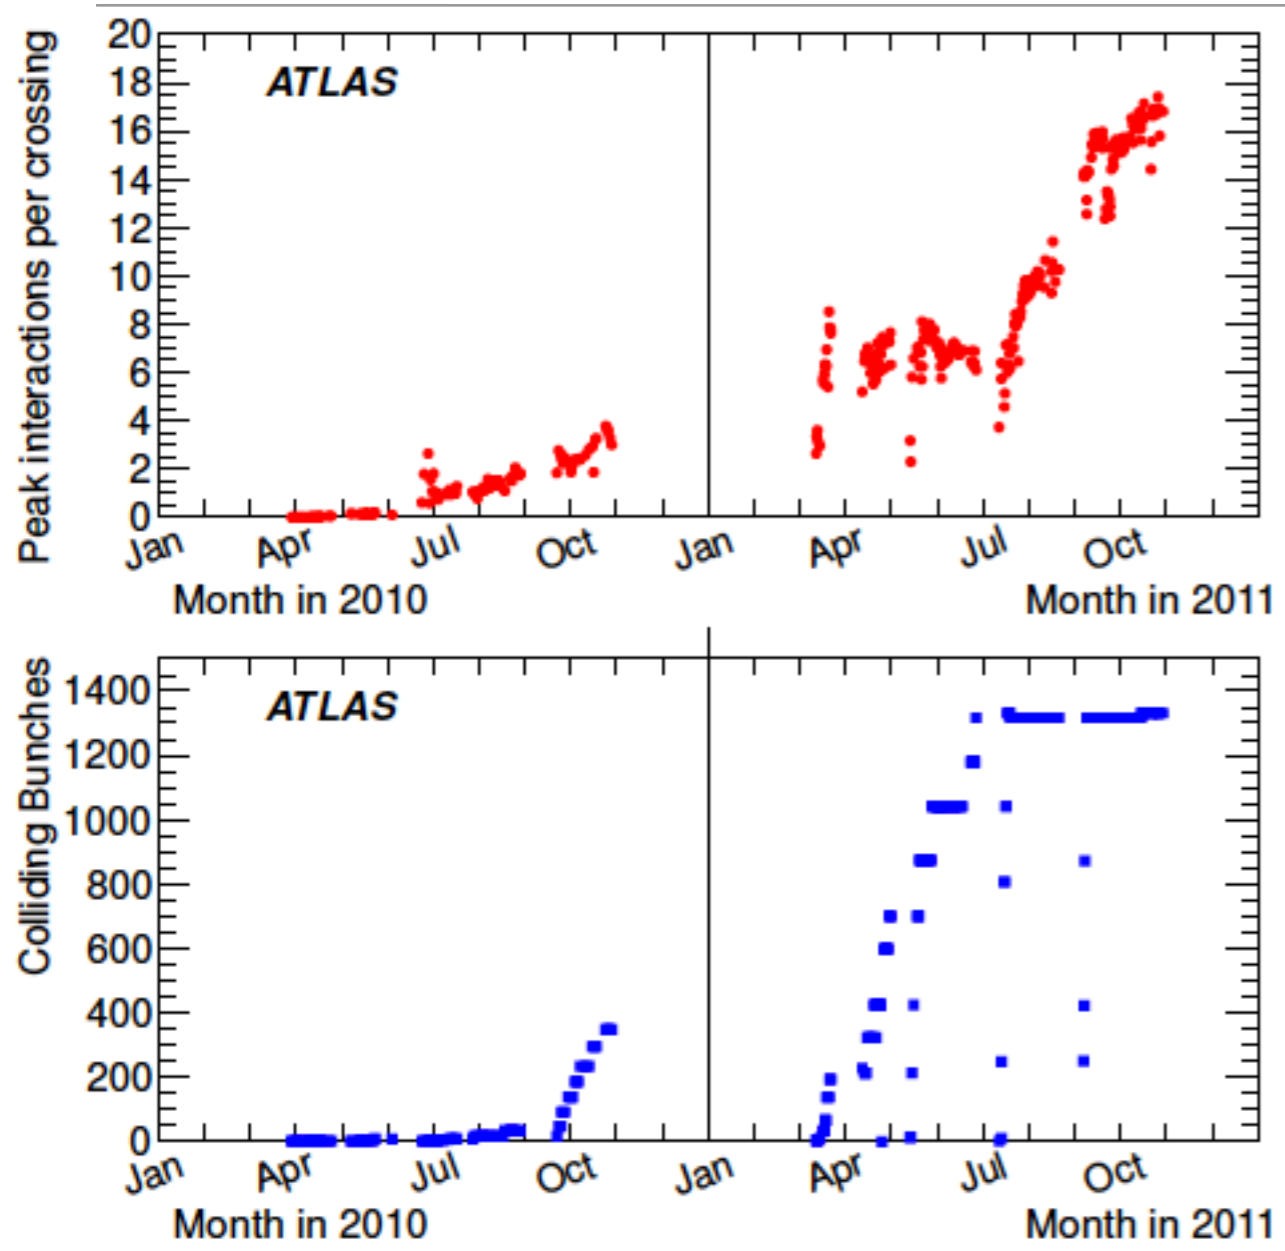 Peak interactions per crossing
ATLAS
20
18
16
14
12
10
8
6
4
2
0
Jan Apr Jul Oct Jan Apr Jul Oct
Month in 2010 Month in 2011
Colliding Bunches
ATLAS
1400
1200
1000
800
600
400
200
0
Jan Apr Jul Oct Jan Apr Jul Oct
Month in 2010 Month in 2011